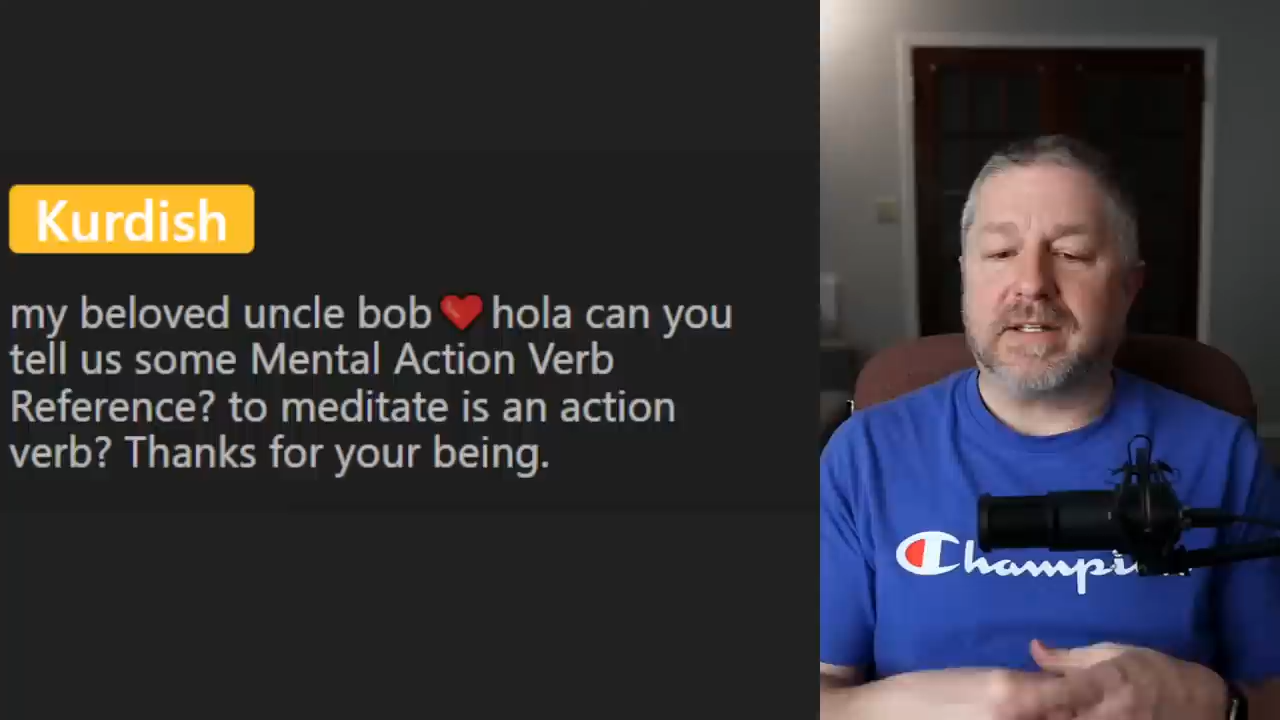 Kurdish
my beloved uncle bob❤️hola can you
tell us some Mental Action Verb
Reference? to meditate is an action
verb? Thanks for your being.
Champi